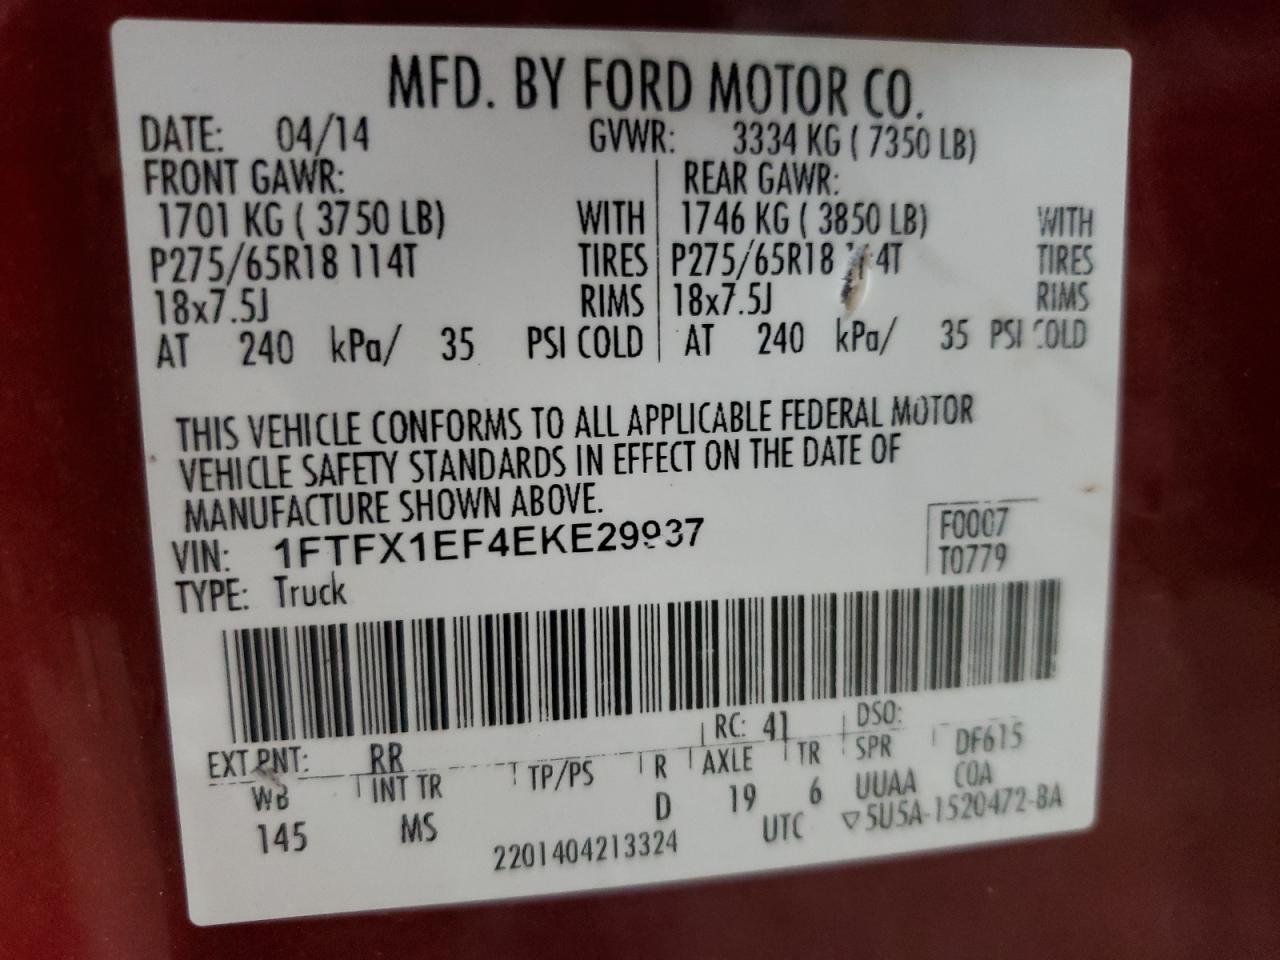 MFD. BY FORD MOTOR CO.
DATE: 04/14 GVWR: 3334 KG ( 7350 LB)
FRONT GAWR: REAR GAWR:
1701 KG ( 3750 LB) WITH 1746 KG ( 3850 LB) WITH
P275/65R18 114T TIRES P275/65R18 114T TIRES
18x7.5J RIMS 18x7.5J RIMS
AT 240 kPa/ 35 PSI COLD AT 240 kPa/ 35 PSI COLD
THIS VEHICLE CONFORMS TO ALL APPLICABLE FEDERAL MOTOR
VEHICLE SAFETY STANDARDS IN EFFECT ON THE DATE OF
MANUFACTURE SHOWN ABOVE.
VIN: 1FTFX1EF4EKE29937 F0007
TYPE: Truck T0779
EXT PNT: RR RC: 41 DSO:
WB INT TR TP/PS R AXLE TR SPR DF615
145 MS D 19 6 UUAA COA
2201404213324 UTC ▽5U5A-1520472-BA